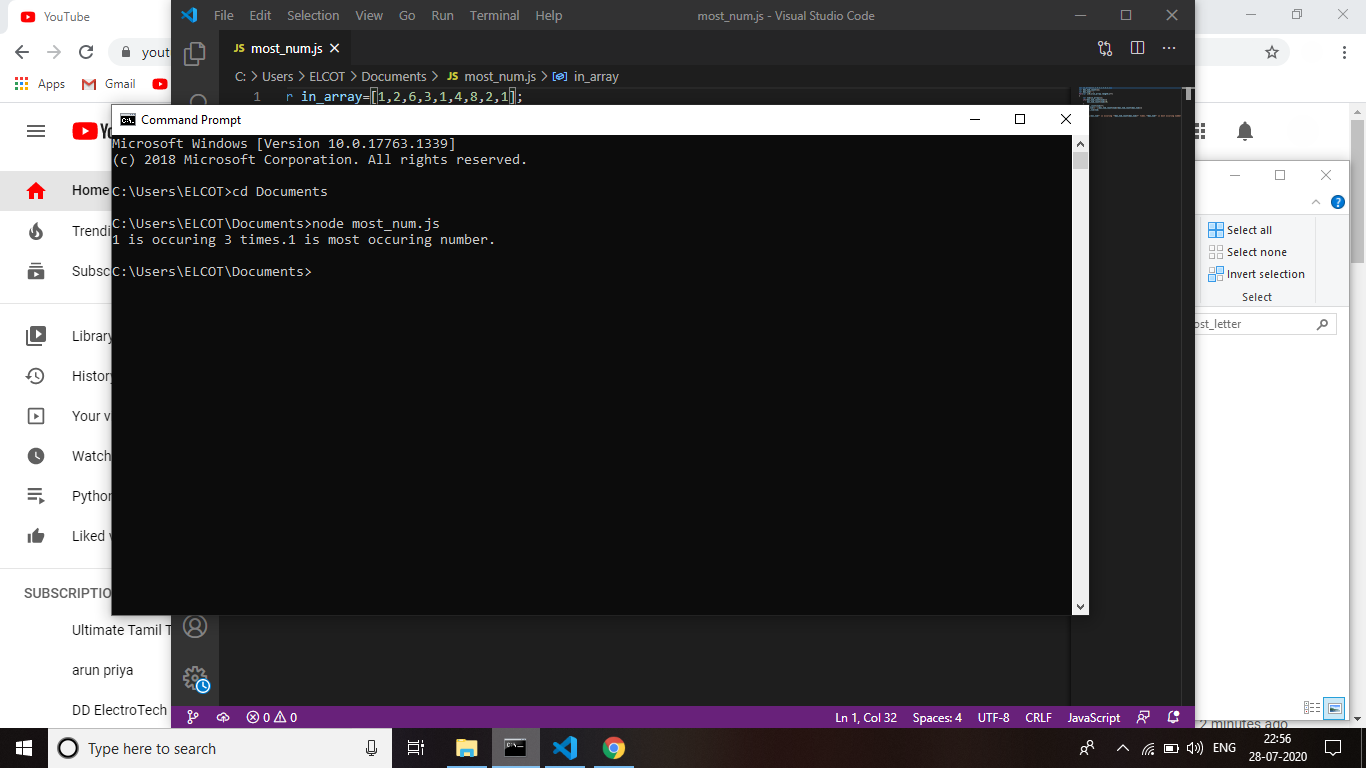 YouTube
File Edit Selection View Go Run Terminal Help
most_num.js - Visual Studio Code
yout
Apps Gmail
JS most_num.js
C: > Users > ELCOT > Documents > JS most_num.js > in_array
1 r in_array=[1,2,6,3,1,4,8,2,1];
Command Prompt
Microsoft Windows [Version 10.0.17763.1339]
(c) 2018 Microsoft Corporation. All rights reserved.
C:\Users\ELCOT>cd Documents
C:\Users\ELCOT\Documents>node most_num.js
1 is occuring 3 times.1 is most occuring number.
C:\Users\ELCOT\Documents>
Home
Trendi
Subsc
Library
History
Your v
Watch
Python
Liked v
SUBSCRIPTIO
Ultimate Tamil T
arun priya
DD ElectroTech
Select all
Select none
Invert selection
Select
ost_letter
2 minutes ago
0 0
Ln 1, Col 32 Spaces: 4 UTF-8 CRLF JavaScript
Type here to search
ENG
22:56
28-07-2020